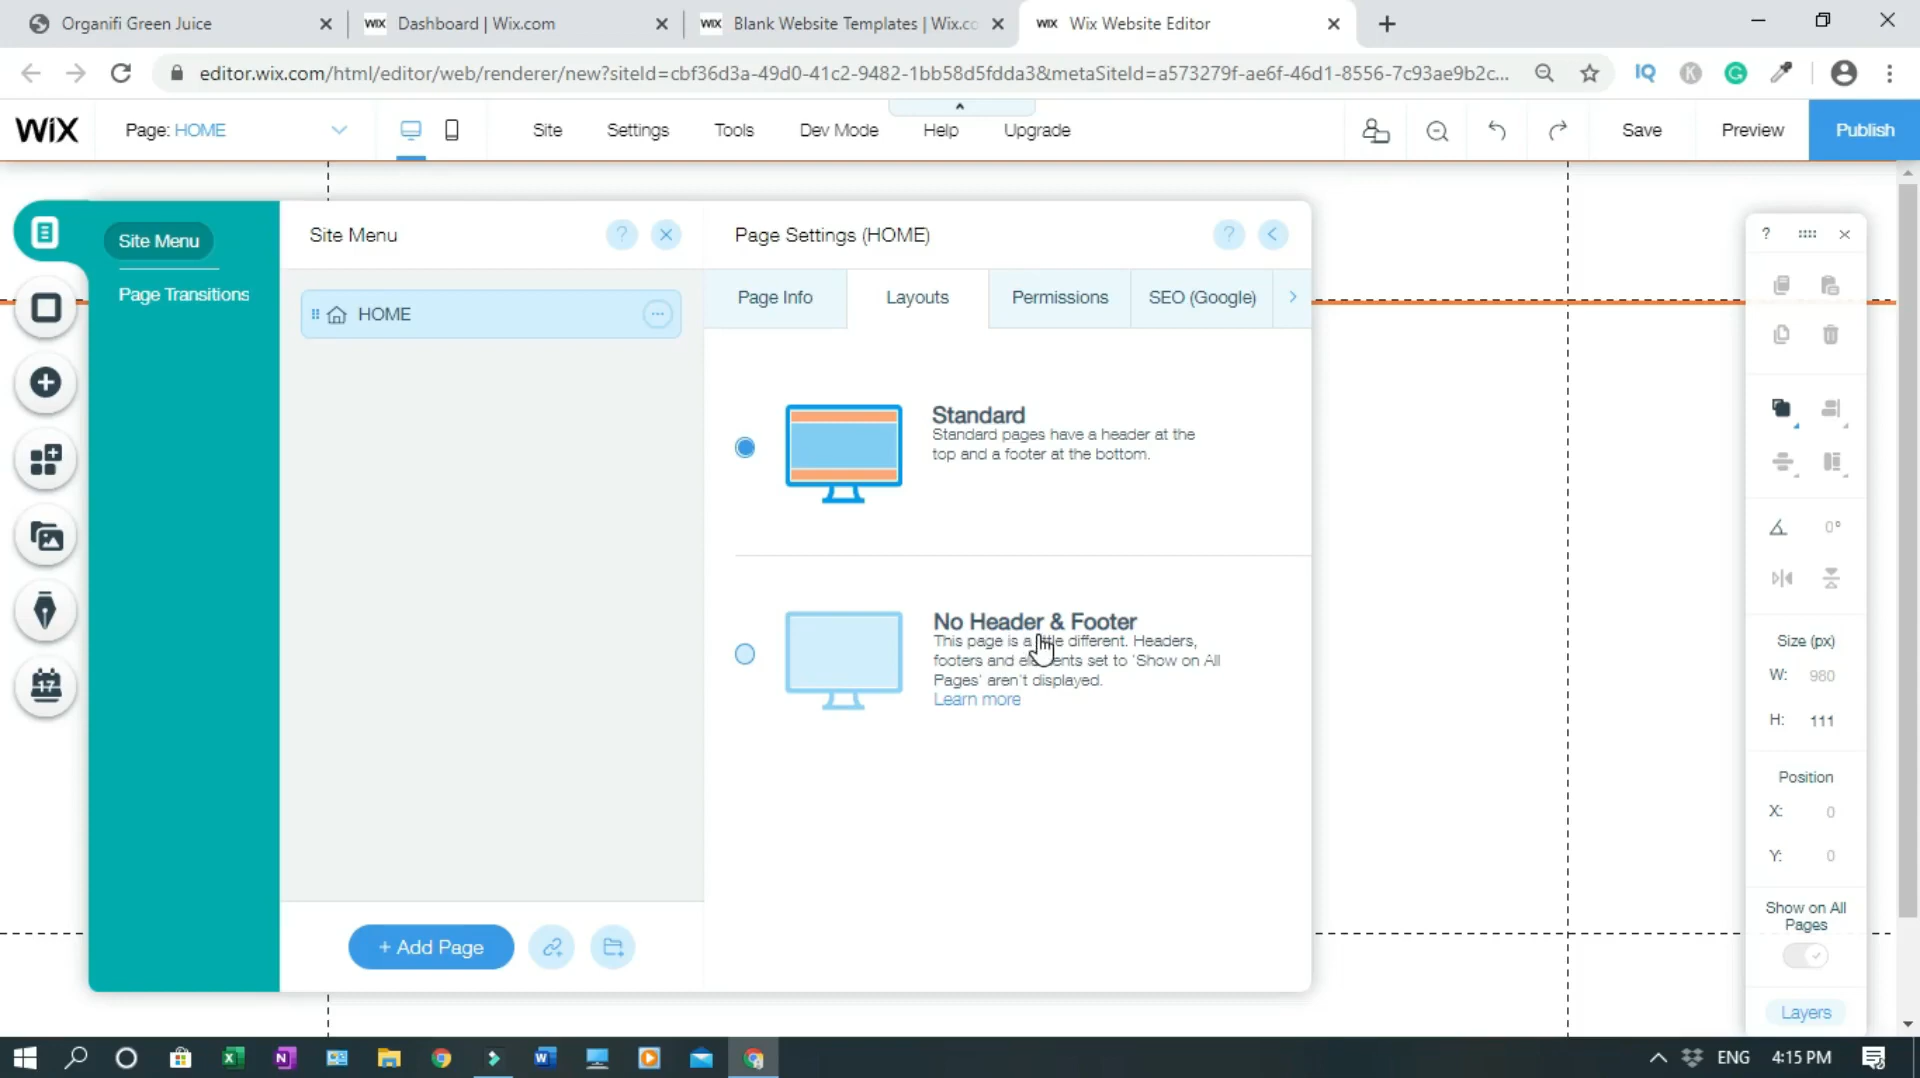 Organifi Green Juice
WIX Dashboard | Wix.com
WIX Blank Website Templates | Wix.co
WIX Wix Website Editor
editor.wix.com/html/editor/web/renderer/new?siteId=cbf36d3a-49d0-41c2-9482-1bb58d5fdda3&metaSiteId=a573279f-ae6f-46d1-8556-7c93ae9b2c...
IQ
K
G
WiX
Page: HOME
Site
Settings
Tools
Dev Mode
Help
Upgrade
Save
Preview
Publish
Site Menu
Page Transitions
17
Site Menu
?
HOME
+ Add Page
Page Settings (HOME)
?
Page Info
Layouts
Permissions
SEO (Google)
Standard
Standard pages have a header at the
top and a footer at the bottom.
No Header & Footer
This page is a little different. Headers,
footers and elements set to 'Show on All
Pages' aren't displayed.
Learn more
?
0°
Size (px)
W: 980
H: 111
Position
X: 0
Y: 0
Show on All
Pages
Layers
ENG
4:15 PM